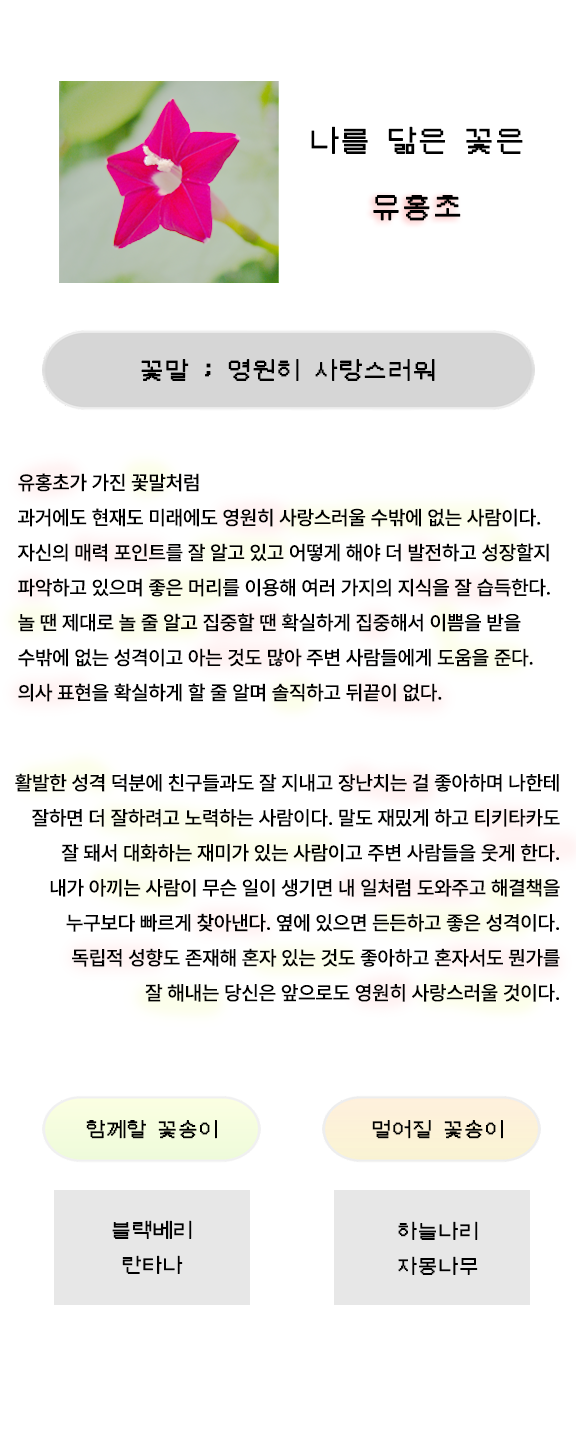 나를 닮은 꽃은
유홍초
꽃말 ; 영원히 사랑스러워
유홍초가 가진 꽃말처럼
과거에도 현재도 미래에도 영원히 사랑스러울 수밖에 없는 사람이다.
자신의 매력 포인트를 잘 알고 있고 어떻게 해야 더 발전하고 성장할지
파악하고 있으며 좋은 머리를 이용해 여러 가지의 지식을 잘 습득한다.
놀 땐 제대로 놀 줄 알고 집중할 땐 확실하게 집중해서 이쁨을 받을
수밖에 없는 성격이고 아는 것도 많아 주변 사람들에게 도움을 준다.
의사 표현을 확실하게 할 줄 알며 솔직하고 뒤끝이 없다.
활발한 성격 덕분에 친구들과도 잘 지내고 장난치는 걸 좋아하며 나한테
잘하면 더 잘하려고 노력하는 사람이다. 말도 재밌게 하고 티키타카도
잘 돼서 대화하는 재미가 있는 사람이고 주변 사람들을 웃게 한다.
내가 아끼는 사람이 무슨 일이 생기면 내 일처럼 도와주고 해결책을
누구보다 빠르게 찾아낸다. 옆에 있으면 든든하고 좋은 성격이다.
독립적 성향도 존재해 혼자 있는 것도 좋아하고 혼자서도 뭔가를
잘 해내는 당신은 앞으로도 영원히 사랑스러울 것이다.
함께할 꽃송이
멀어질 꽃송이
블랙베리
란타나
하늘나리
자몽나무